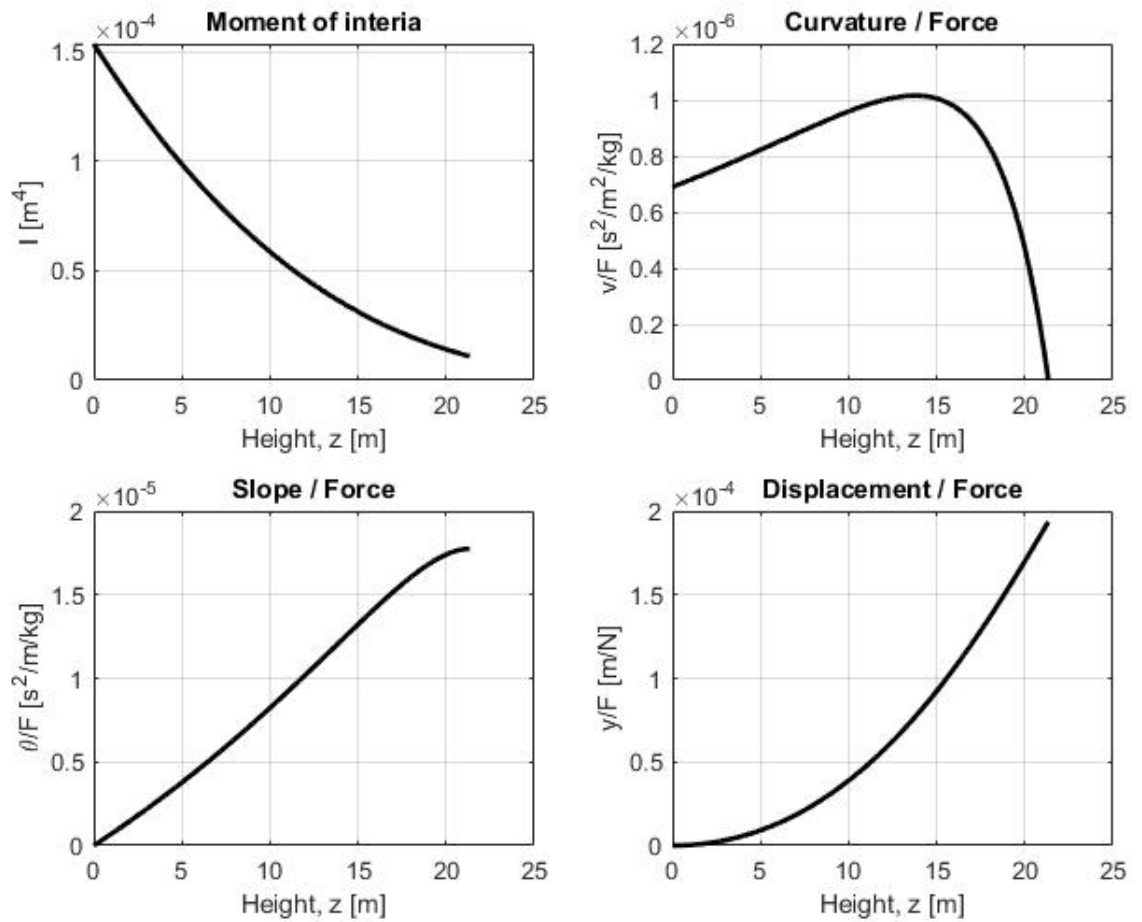 Moment of interia
×10-4
1.5
1
0.5
0
I [m4]
0 5 10 15 20 25
Height, z [m]
Curvature / Force
×10-6
1.2
1
0.8
0.6
0.4
0.2
0
v/F [s2/m2/kg]
0 5 10 15 20 25
Height, z [m]
Slope / Force
×10-5
2
1.5
1
0.5
0
θ/F [s2/m/kg]
0 5 10 15 20 25
Height, z [m]
Displacement / Force
×10-4
2
1.5
1
0.5
0
y/F [m/N]
0 5 10 15 20 25
Height, z [m]